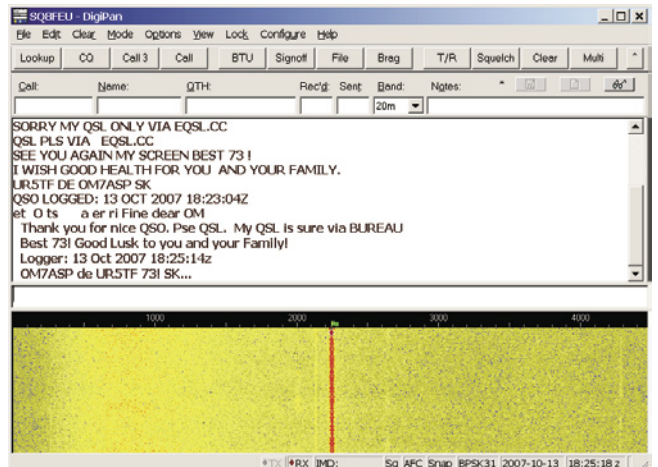 SQ8FEU - DigiPan
File Edit Clear Mode Options View Lock Configure Help
Lookup CQ Call 3 Call BTU Signoff File Brag T/R Squelch Clear Multi
Call: Name: QTH: Rec'd: Sent: Band: Notes:
20m
SORRY MY QSL ONLY VIA EQSL.CC
QSL PLS VIA EQSL.CC
SEE YOU AGAIN MY SCREEN BEST 73 !
I WISH GOOD HEALTH FOR YOU AND YOUR FAMILY.
UR5TF DE OM7ASP SK
QSO LOGGED: 13 OCT 2007 18:23:04Z
et O ts a er ri Fine dear OM
Thank you for nice QSO. Pse QSL. My QSL is sure via BUREAU
Best 73! Good Lusk to you and your Family!
Logger: 13 Oct 2007 18:25:14z
OM7ASP de UR5TF 73! SK...
1000 2000 3000 4000
TX RX IMD: Sq AFC Snap BPSK31 2007-10-13 18:25:18 z